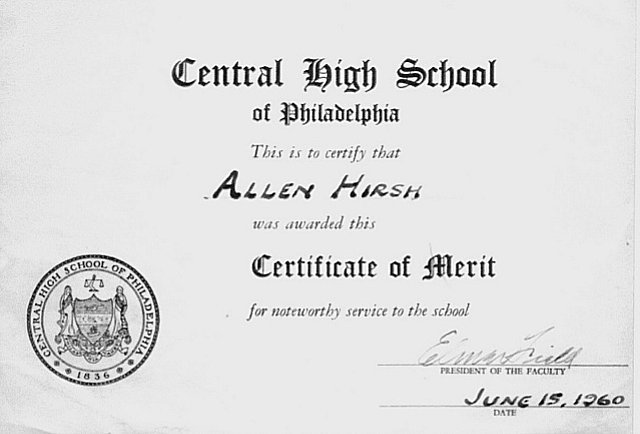 Central High School
of Philadelphia
This is to certify that
ALLEN HIRSH
was awarded this
Certificate of Merit
for noteworthy service to the school
CENTRAL HIGH SCHOOL OF PHILADELPHIA
1836
PRESIDENT OF THE FACULTY
JUNE 15, 1960
DATE